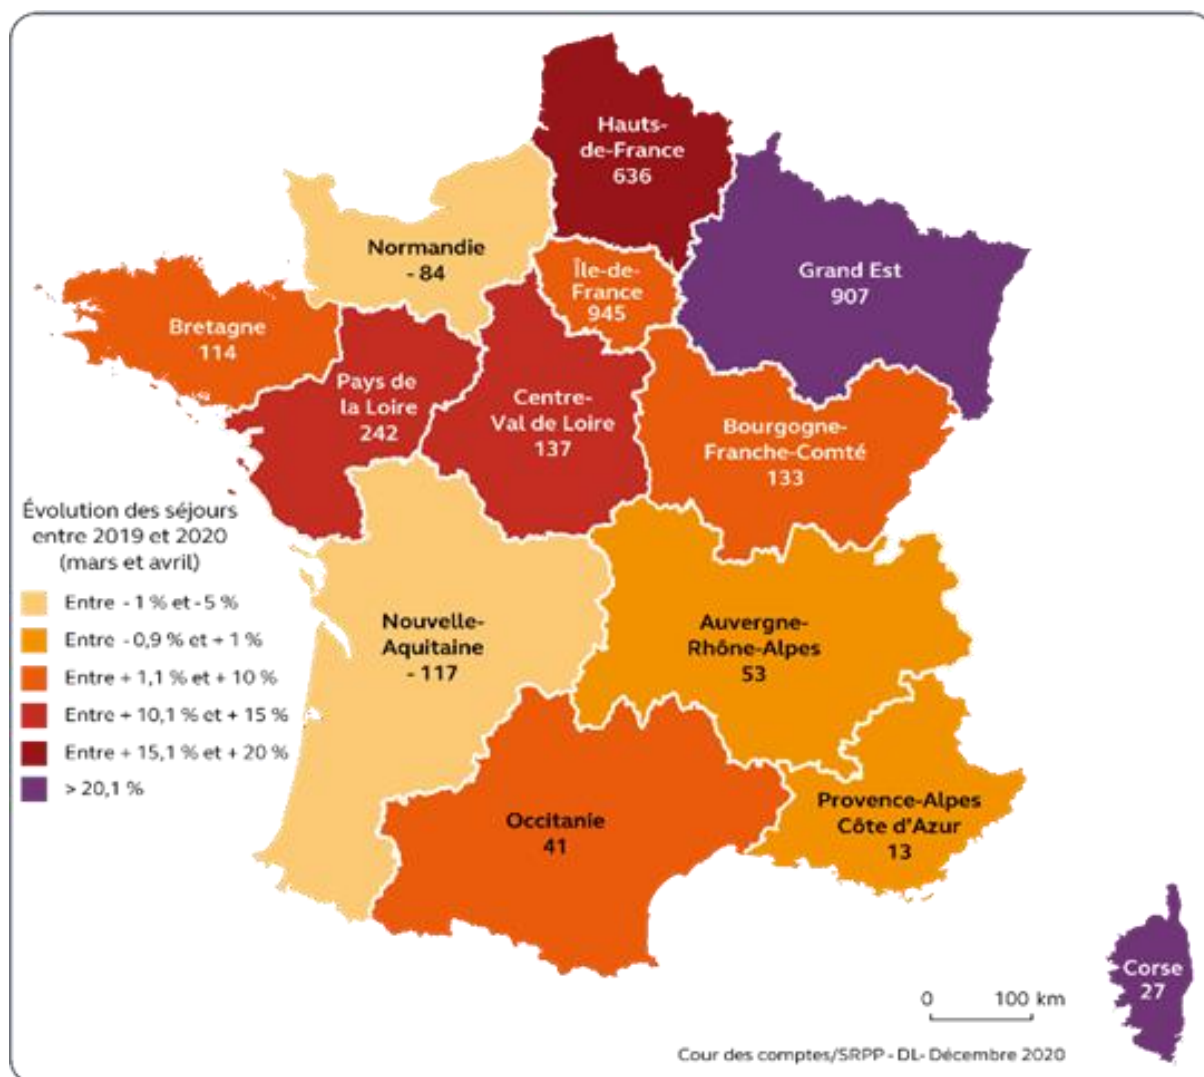 Hauts-
de-France
636
Normandie
- 84
Île-de-
France
945
Grand Est
907
Bretagne
114
Pays de
la Loire
242
Centre-
Val de Loire
137
Bourgogne-
Franche-Comté
133
Évolution des séjours
entre 2019 et 2020
(mars et avril)
Entre - 1 % et - 5 %
Entre - 0,9 % et + 1 %
Entre + 1,1 % et + 10 %
Entre + 10,1 % et + 15 %
Entre + 15,1 % et + 20 %
> 20,1 %
Nouvelle-
Aquitaine
- 117
Auvergne-
Rhône-Alpes
53
Occitanie
41
Provence-Alpes
Côte d'Azur
13
Corse
27
0 100 km
Cour des comptes/SRPP - DL- Décembre 2020